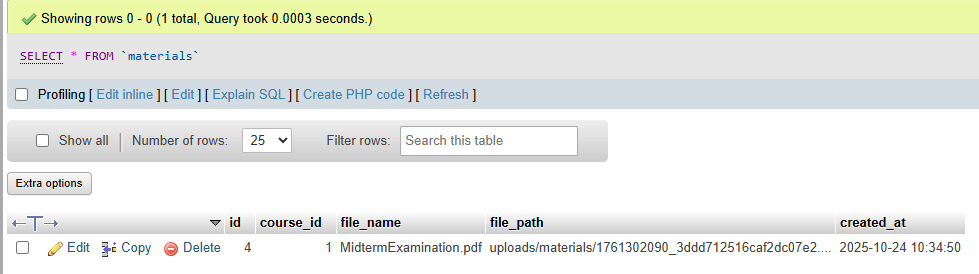 Showing rows 0 - 0 (1 total, Query took 0.0003 seconds.)
SELECT * FROM `materials`
Profiling [ Edit inline ] [ Edit ] [ Explain SQL ] [ Create PHP code ] [ Refresh ]
Show all Number of rows: 25 Filter rows: Search this table
Extra options
id course_id file_name file_path created_at
Edit Copy Delete 4 1 MidtermExamination.pdf uploads/materials/1761302090_3ddd712516caf2dc07e2.... 2025-10-24 10:34:50